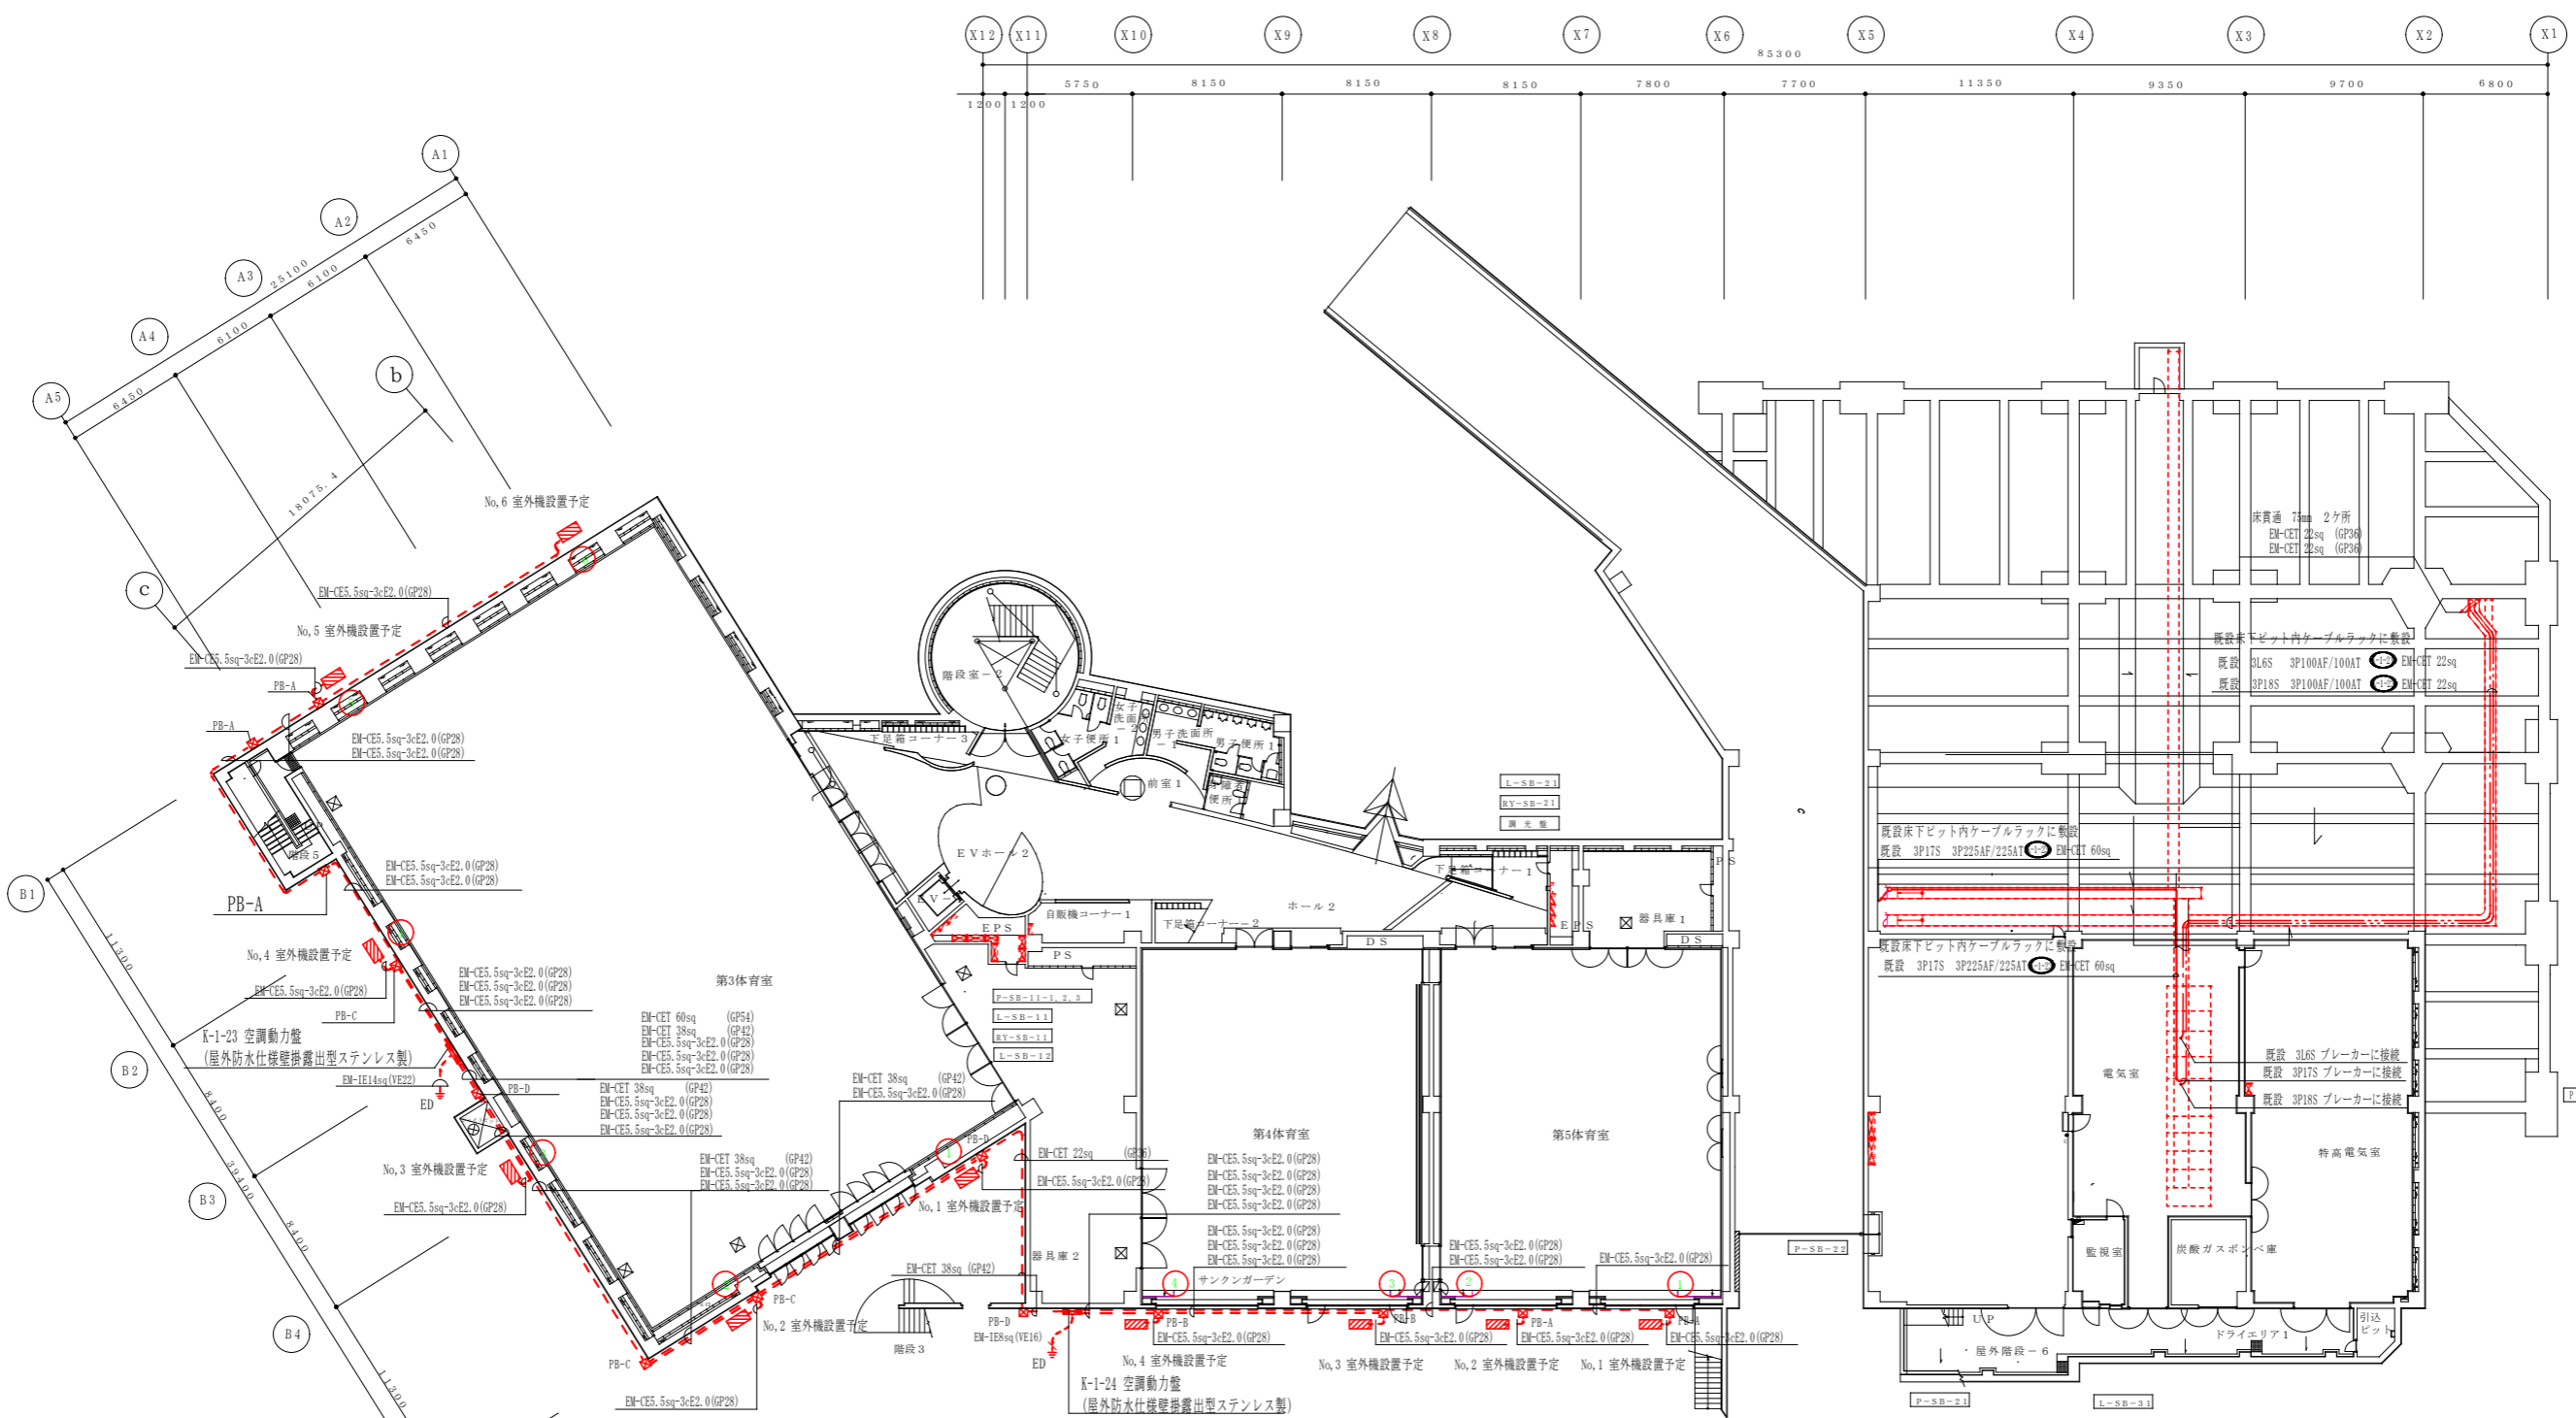 X12
X11
X10
X9
X8
X7
X6
X5
X4
X3
X2
X1
85300
1200
1200
5750
8150
8150
8150
7800
7700
11350
9350
9700
6800
A1
A2
A3
A4
A5
6450
25100
6100
6100
6450
b
c
18075.4
No,6 室外機設置予定
EM-CE5.5sq-3cE2.0(GP28)
No,5 室外機設置予定
EM-CE5.5sq-3cE2.0(GP28)
PB-A
PB-A
EM-CE5.5sq-3cE2.0(GP28)
EM-CE5.5sq-3cE2.0(GP28)
階段5
EM-CE5.5sq-3cE2.0(GP28)
EM-CE5.5sq-3cE2.0(GP28)
PB-A
B1
B2
B3
B4
11300
8400
39400
8400
11300
No,4 室外機設置予定
EM-CE5.5sq-3cE2.0(GP28)
PB-C
EM-CE5.5sq-3cE2.0(GP28)
EM-CE5.5sq-3cE2.0(GP28)
EM-CE5.5sq-3cE2.0(GP28)
K-1-23 空調動力盤
(屋外防水仕様壁掛露出型ステンレス製)
EM-IE14sq(VE22)
ED
PB-D
EM-CET 60sq (GP54)
EM-CET 38sq (GP42)
EM-CE5.5sq-3cE2.0(GP28)
EM-CE5.5sq-3cE2.0(GP28)
EM-CE5.5sq-3cE2.0(GP28)
EM-CET 38sq (GP42)
EM-CE5.5sq-3cE2.0(GP28)
EM-CE5.5sq-3cE2.0(GP28)
EM-CE5.5sq-3cE2.0(GP28)
No,3 室外機設置予定
EM-CE5.5sq-3cE2.0(GP28)
EM-CET 38sq (GP42)
EM-CE5.5sq-3cE2.0(GP28)
EM-CE5.5sq-3cE2.0(GP28)
EM-CET 38sq (GP42)
EM-CE5.5sq-3cE2.0(GP28)
第3体育室
1
PB-D
No,1 室外機設置予定
PB-C
No,2 室外機設置予定
PB-C
EM-CE5.5sq-3cE2.0(GP28)
階段3
階段室-2
下足箱コーナー3
女子便所1
女子
洗面所
-2
男子洗面所
-1
男子便所1
前室1
便所
EVホール2
EPS
自販機コーナー1
下足箱コーナー-2
PS
ホール2
下足箱コーナー1
DS
EPS
器具庫1
DS
PS
L-SB-21
RY-SB-21
調光盤
P-SB-11-1,2,3
L-SB-11
RY-SB-11
L-SB-12
EM-CET 22sq (GP36)
EM-CE5.5sq-3cE2.0(GP28)
器具庫2
EM-CET 38sq (GP42)
PB-D
EM-IE8sq(VE16)
ED
第4体育室
第5体育室
EM-CE5.5sq-3cE2.0(GP28)
EM-CE5.5sq-3cE2.0(GP28)
EM-CE5.5sq-3cE2.0(GP28)
EM-CE5.5sq-3cE2.0(GP28)
EM-CE5.5sq-3cE2.0(GP28)
EM-CE5.5sq-3cE2.0(GP28)
EM-CE5.5sq-3cE2.0(GP28)
サンクンガーデン
EM-CE5.5sq-3cE2.0(GP28)
EM-CE5.5sq-3cE2.0(GP28)
EM-CE5.5sq-3cE2.0(GP28)
4
3
2
1
PB-B
PB-B
PB-A
PB-A
EM-CE5.5sq-3cE2.0(GP28)
EM-CE5.5sq-3cE2.0(GP28)
EM-CE5.5sq-3cE2.0(GP28)
EM-CE5.5sq-3cE2.0(GP28)
No,4 室外機設置予定
No,3 室外機設置予定
No,2 室外機設置予定
No,1 室外機設置予定
K-1-24 空調動力盤
(屋外防水仕様壁掛露出型ステンレス製)
床貫通 75mm 2ケ所
EM-CET 22sq (GP36)
EM-CET 22sq (GP36)
既設床下ピット内ケーブルラックに敷設
既設 3L6S 3P100AF/100AT EM-CET 22sq
既設 3P18S 3P100AF/100AT EM-CET 22sq
既設床下ピット内ケーブルラックに敷設
既設 3P17S 3P225AF/225AT EM-CET 60sq
既設床下ピット内ケーブルラックに敷設
既設 3P17S 3P225AF/225AT EM-CET 60sq
電気室
既設 3L6S ブレーカーに接続
既設 3P17S ブレーカーに接続
既設 3P18S ブレーカーに接続
特高電気室
監視室
炭酸ガスボンベ庫
P-SB-22
UP
屋外階段-6
ドライエリア1
引込
ピット
P-SB-21
L-SB-31